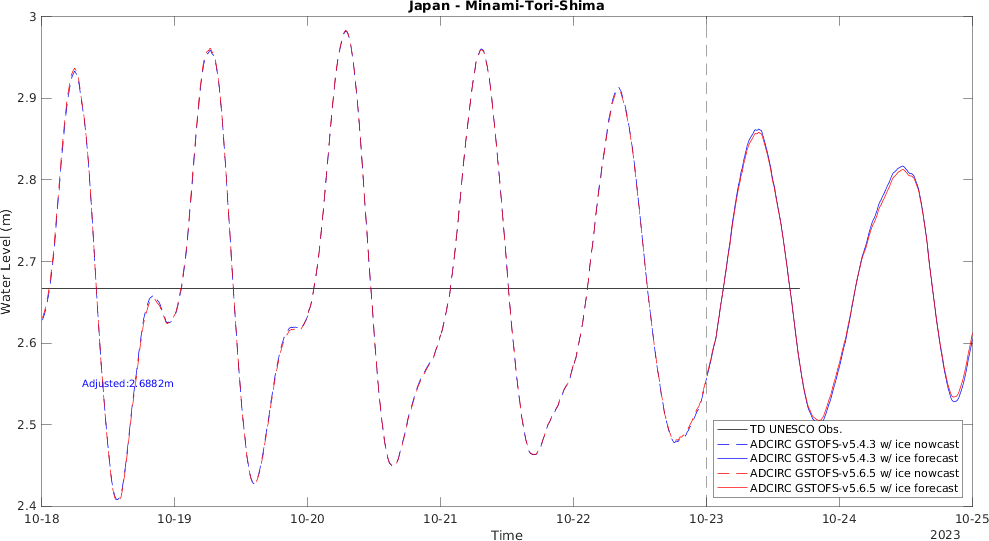 Japan - Minami-Tori-Shima
3
2.9
2.8
2.7
2.6
2.5
2.4
Water Level (m)
Adjusted:2.6882m
TD UNESCO Obs.
ADCIRC GSTOFS-v5.4.3 w/ ice nowcast
ADCIRC GSTOFS-v5.4.3 w/ ice forecast
ADCIRC GSTOFS-v5.6.5 w/ ice nowcast
ADCIRC GSTOFS-v5.6.5 w/ ice forecast
10-18 10-19 10-20 10-21 10-22 10-23 10-24 10-25
Time
2023